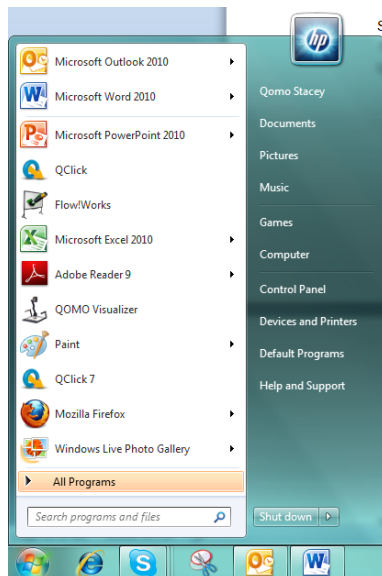 S
hp
Microsoft Outlook 2010
Microsoft Word 2010
Microsoft PowerPoint 2010
QClick
Flow!Works
Microsoft Excel 2010
Adobe Reader 9
QOMO Visualizer
Paint
QClick 7
Mozilla Firefox
Windows Live Photo Gallery
All Programs
Search programs and files
Qomo Stacey
Documents
Pictures
Music
Games
Computer
Control Panel
Devices and Printers
Default Programs
Help and Support
Shut down